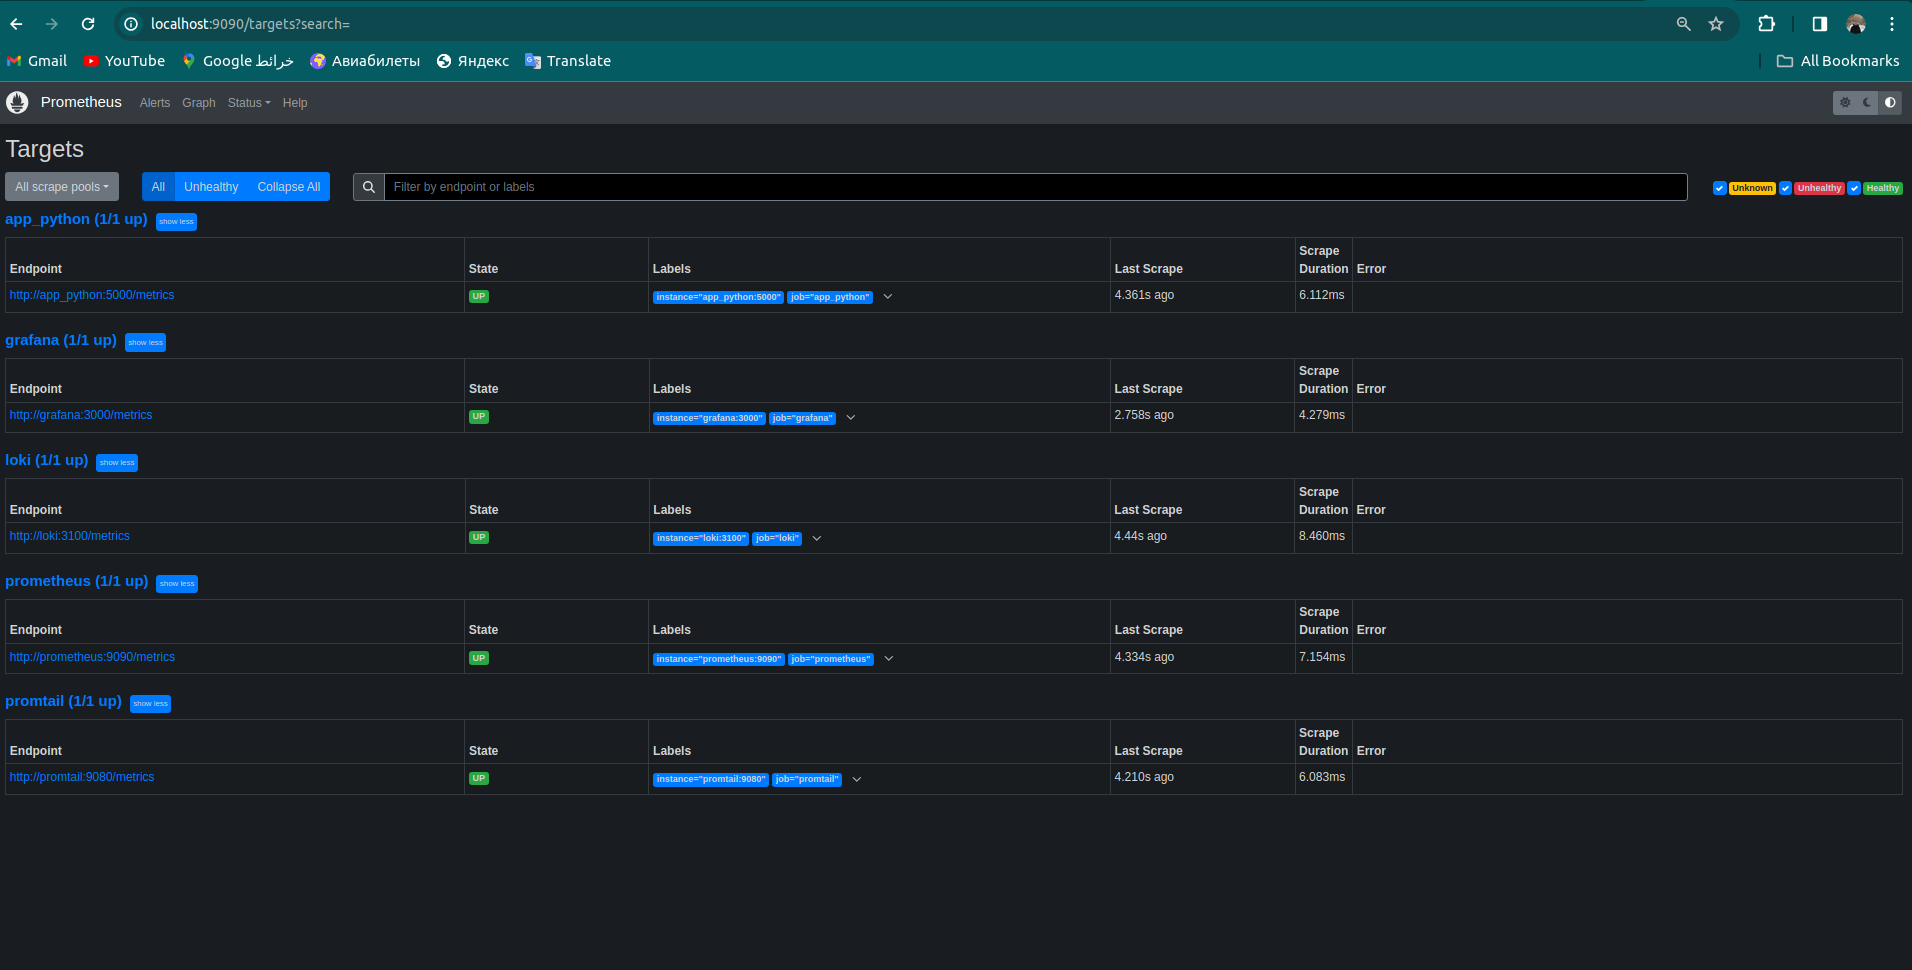 localhost:9090/targets?search=
Gmail YouTube Google خرائط Авиабилеты Яндекс Translate All Bookmarks
Prometheus Alerts Graph Status Help
Targets
All scrape pools All Unhealthy Collapse All Filter by endpoint or labels Unknown Unhealthy Healthy
app_python (1/1 up) show less
Endpoint State Labels Last Scrape Scrape Duration Error
http://app_python:5000/metrics UP instance="app_python:5000" job="app_python" 4.361s ago 6.112ms
grafana (1/1 up) show less
Endpoint State Labels Last Scrape Scrape Duration Error
http://grafana:3000/metrics UP instance="grafana:3000" job="grafana" 2.758s ago 4.279ms
loki (1/1 up) show less
Endpoint State Labels Last Scrape Scrape Duration Error
http://loki:3100/metrics UP instance="loki:3100" job="loki" 4.44s ago 8.460ms
prometheus (1/1 up) show less
Endpoint State Labels Last Scrape Scrape Duration Error
http://prometheus:9090/metrics UP instance="prometheus:9090" job="prometheus" 4.334s ago 7.154ms
promtail (1/1 up) show less
Endpoint State Labels Last Scrape Scrape Duration Error
http://promtail:9080/metrics UP instance="promtail:9080" job="promtail" 4.210s ago 6.083ms